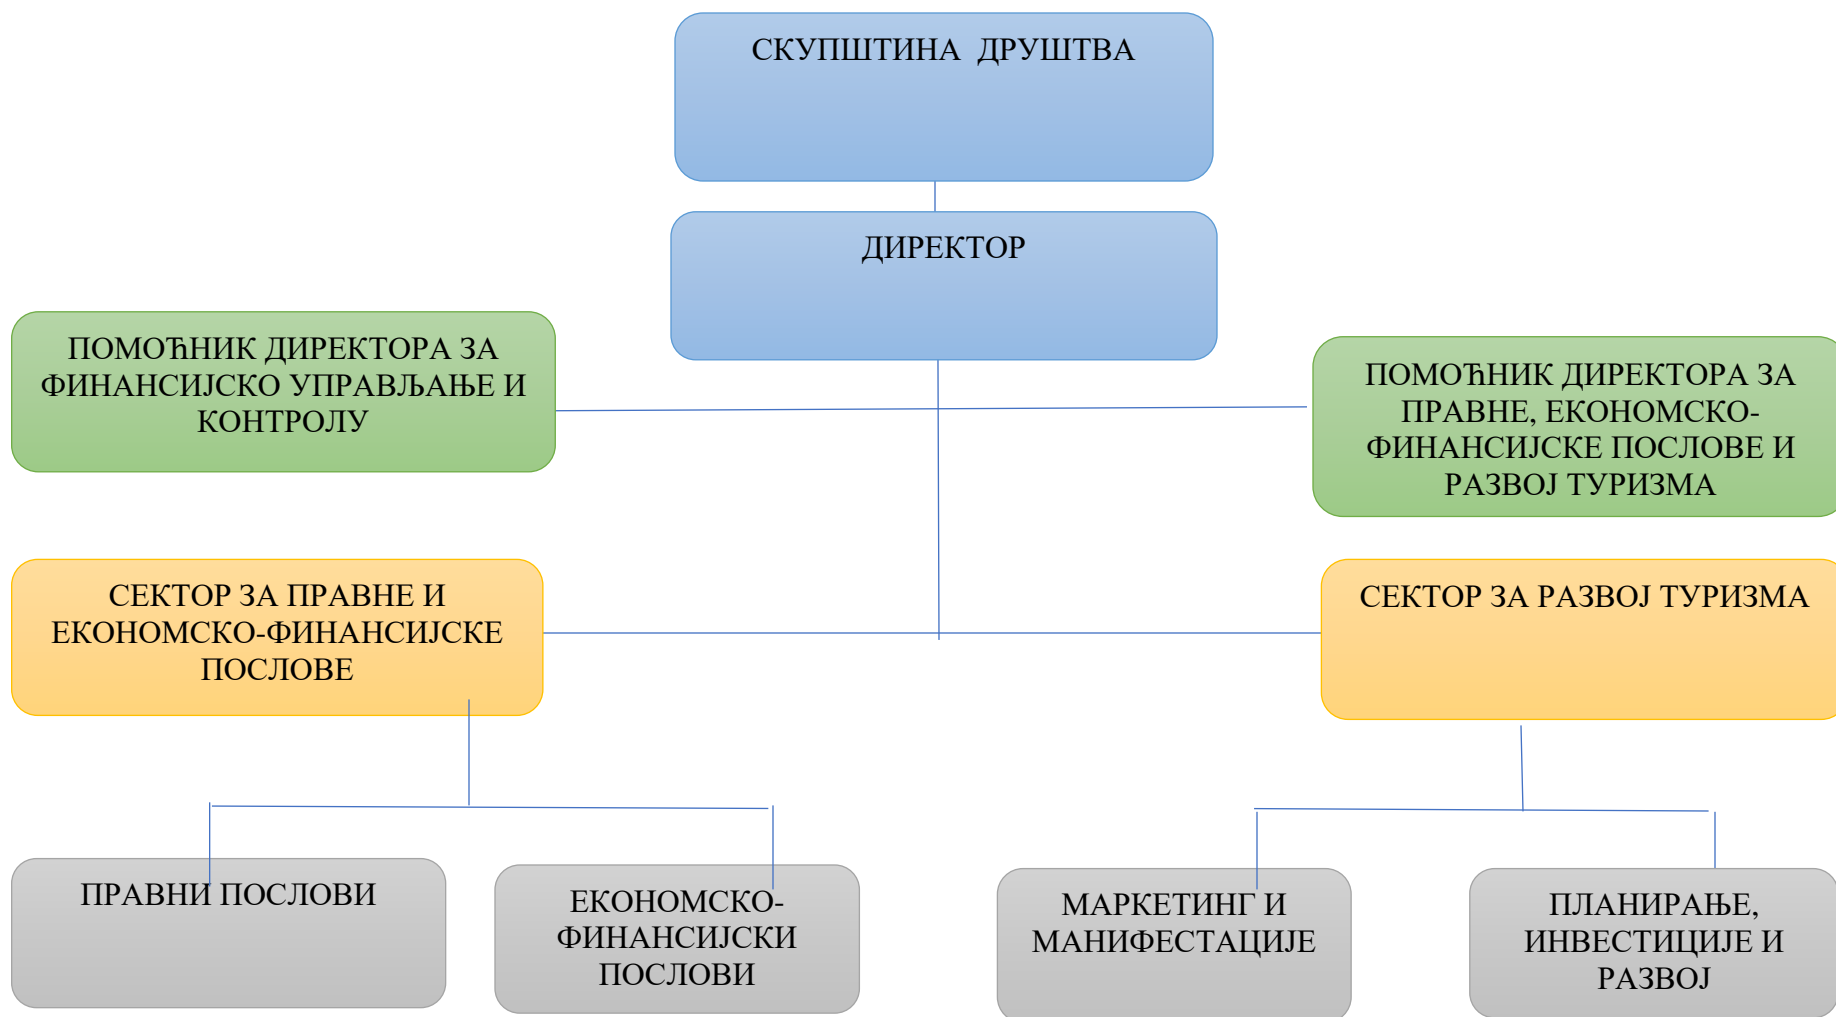 СКУПШТИНА ДРУШТВА
ДИРЕКТОР
ПОМОЋНИК ДИРЕКТОРА ЗА
ФИНАНСИЈСКО УПРАВЉАЊЕ И
КОНТРОЛУ
ПОМОЋНИК ДИРЕКТОРА ЗА
ПРАВНЕ, ЕКОНОМСКО-
ФИНАНСИЈСКЕ ПОСЛОВЕ И
РАЗВОЈ ТУРИЗМА
СЕКТОР ЗА ПРАВНЕ И
ЕКОНОМСКО-ФИНАНСИЈСКЕ
ПОСЛОВЕ
СЕКТОР ЗА РАЗВОЈ ТУРИЗМА
ПРАВНИ ПОСЛОВИ
ЕКОНОМСКО-
ФИНАНСИЈСКИ
ПОСЛОВИ
МАРКЕТИНГ И
МАНИФЕСТАЦИЈЕ
ПЛАНИРАЊЕ,
ИНВЕСТИЦИЈЕ И
РАЗВОЈ